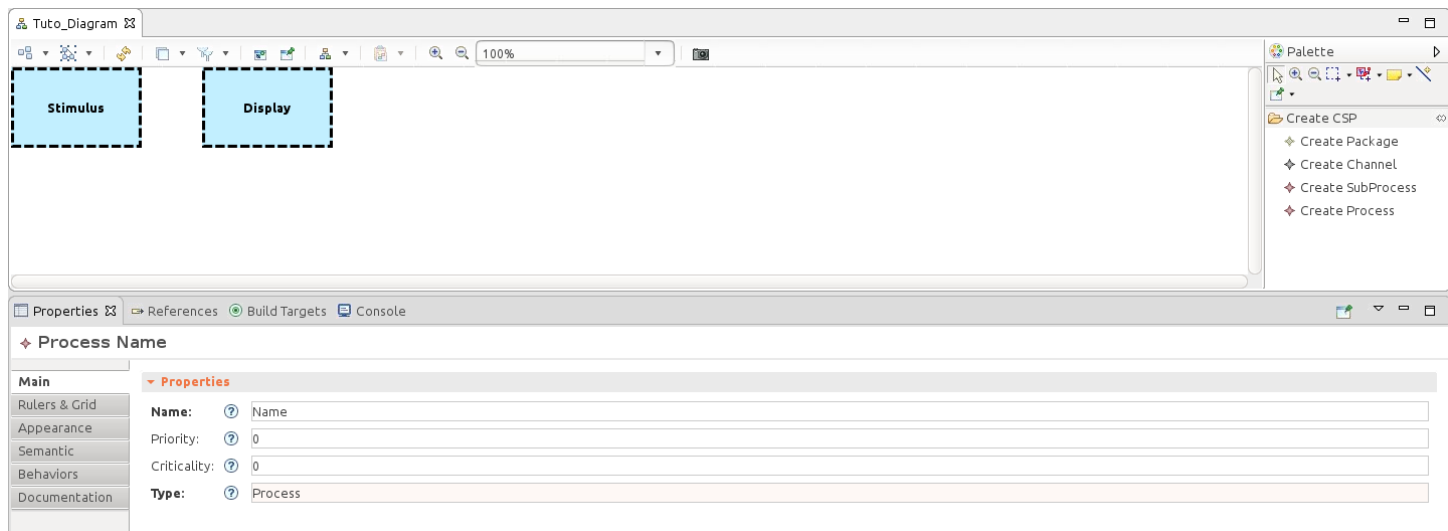 Tuto_Diagram
100%
Palette
Stimulus
Display
Create CSP
Create Package
Create Channel
Create SubProcess
Create Process
Properties References Build Targets Console
Process Name
Main
Rulers & Grid
Appearance
Semantic
Behaviors
Documentation
Properties
Name: ? Name
Priority: ? 0
Criticality: ? 0
Type: ? Process